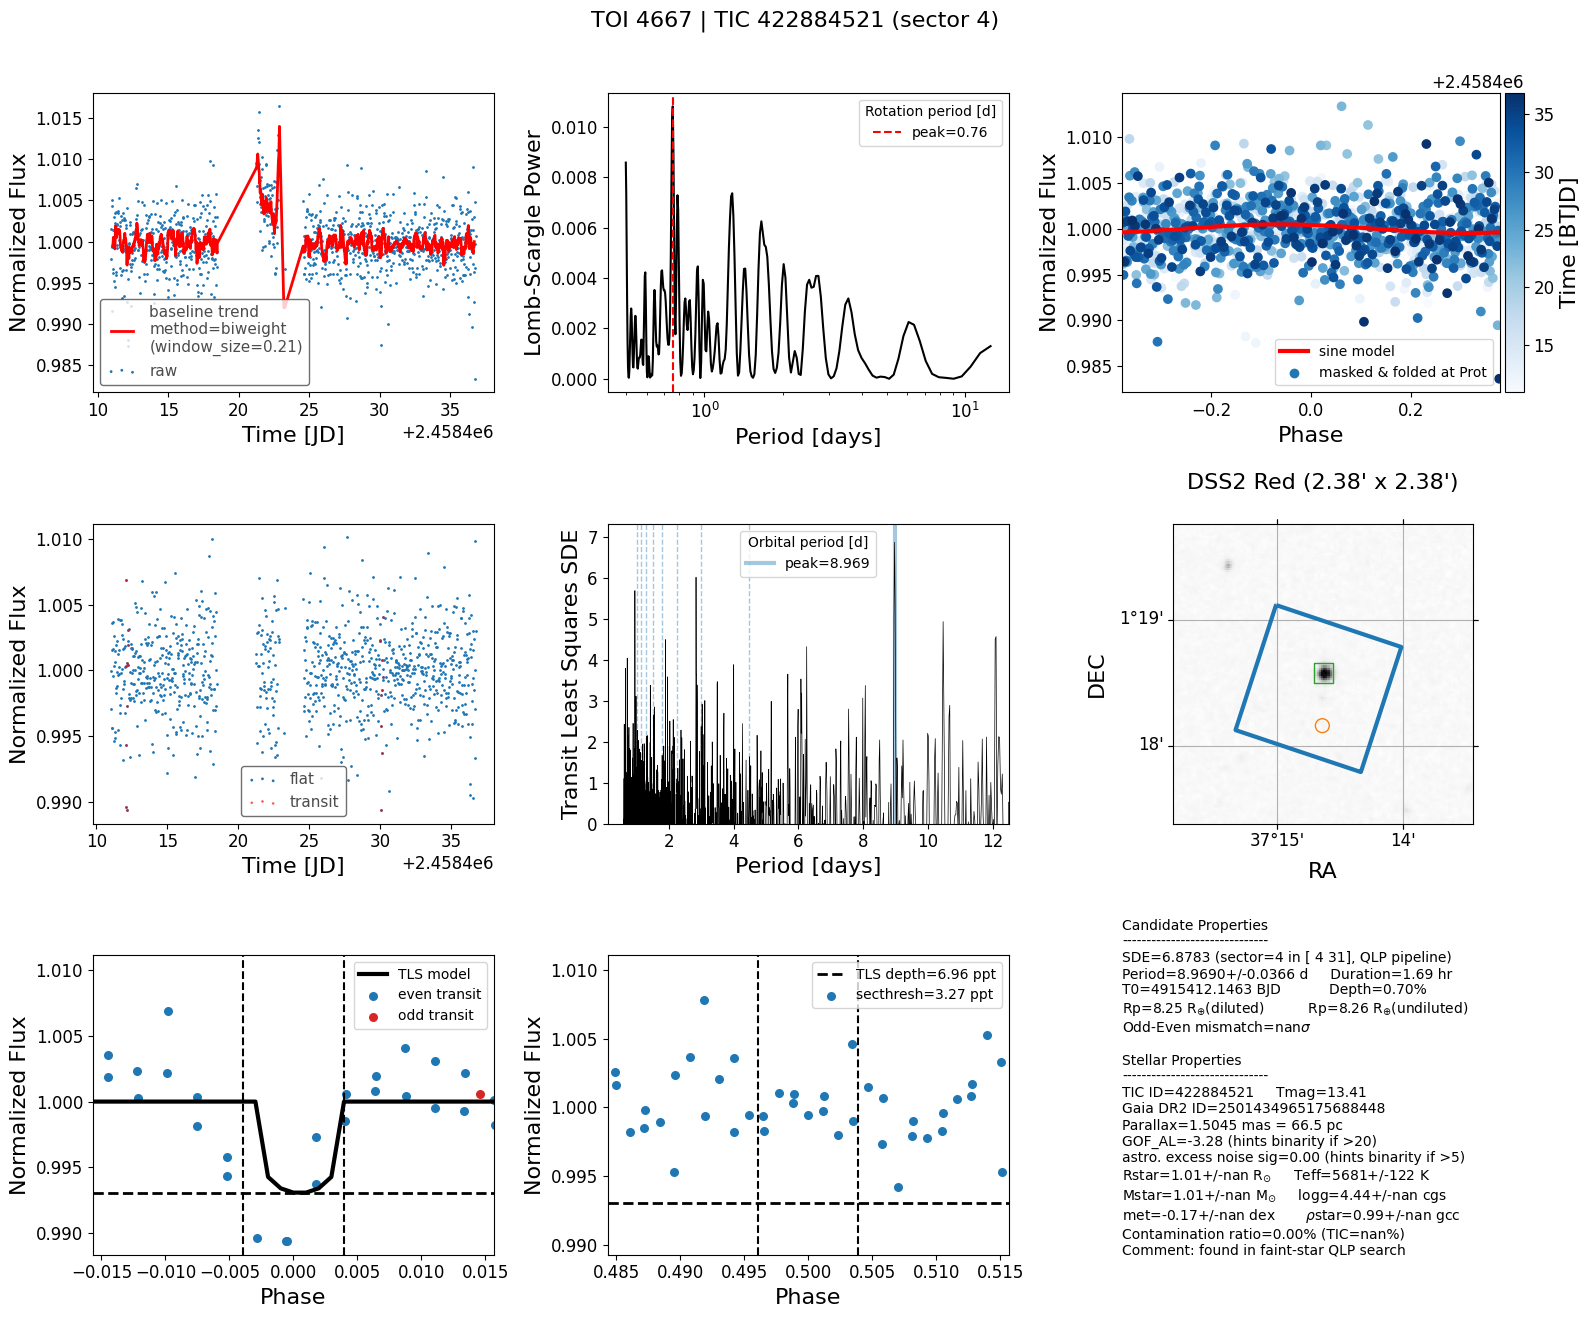 TOI 4667 | TIC 422884521 (sector 4)
Normalized Flux
1.015
1.010
1.005
1.000
0.995
0.990
0.985
baseline trend
method=biweight
(window_size=0.21)
raw
10 15 20 25 30 35
Time [JD]
+2.4584e6
Lomb-Scargle Power
0.010
0.008
0.006
0.004
0.002
0.000
Rotation period [d]
peak=0.76
10⁰ 10¹
Period [days]
+2.4584e6
Normalized Flux
1.010
1.005
1.000
0.995
0.990
0.985
sine model
masked & folded at Prot
−0.2 0.0 0.2
Phase
35
30
25
20
15
Time [BTJD]
Normalized Flux
1.010
1.005
1.000
0.995
0.990
flat
transit
10 15 20 25 30 35
Time [JD]
+2.4584e6
Transit Least Squares SDE
7
6
5
4
3
2
1
0
Orbital period [d]
peak=8.969
2 4 6 8 10 12
Period [days]
DSS2 Red (2.38' x 2.38')
DEC
1°19'
18'
37°15' 14'
RA
Normalized Flux
1.010
1.005
1.000
0.995
0.990
TLS model
even transit
odd transit
−0.015 −0.010 −0.005 0.000 0.005 0.010 0.015
Phase
Normalized Flux
1.010
1.005
1.000
0.995
0.990
TLS depth=6.96 ppt
secthresh=3.27 ppt
0.485 0.490 0.495 0.500 0.505 0.510 0.515
Phase
Candidate Properties
------------------------------
SDE=6.8783 (sector=4 in [ 4 31], QLP pipeline)
Period=8.9690+/-0.0366 d Duration=1.69 hr
T0=4915412.1463 BJD Depth=0.70%
Rp=8.25 R⊕(diluted) Rp=8.26 R⊕(undiluted)
Odd-Even mismatch=nanσ
Stellar Properties
------------------------------
TIC ID=422884521 Tmag=13.41
Gaia DR2 ID=2501434965175688448
Parallax=1.5045 mas = 66.5 pc
GOF_AL=-3.28 (hints binarity if >20)
astro. excess noise sig=0.00 (hints binarity if >5)
Rstar=1.01+/-nan R⊙ Teff=5681+/-122 K
Mstar=1.01+/-nan M⊙ logg=4.44+/-nan cgs
met=-0.17+/-nan dex ρstar=0.99+/-nan gcc
Contamination ratio=0.00% (TIC=nan%)
Comment: found in faint-star QLP search